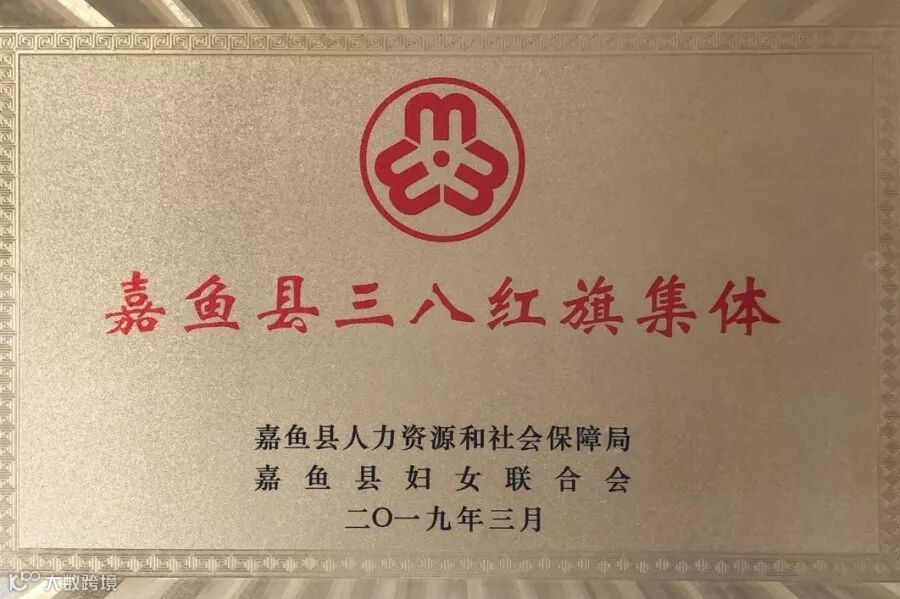 嘉鱼县三八红旗集体
嘉鱼县人力资源和社会保障局
嘉鱼县妇女联合会
二〇一九年三月
大数跨境